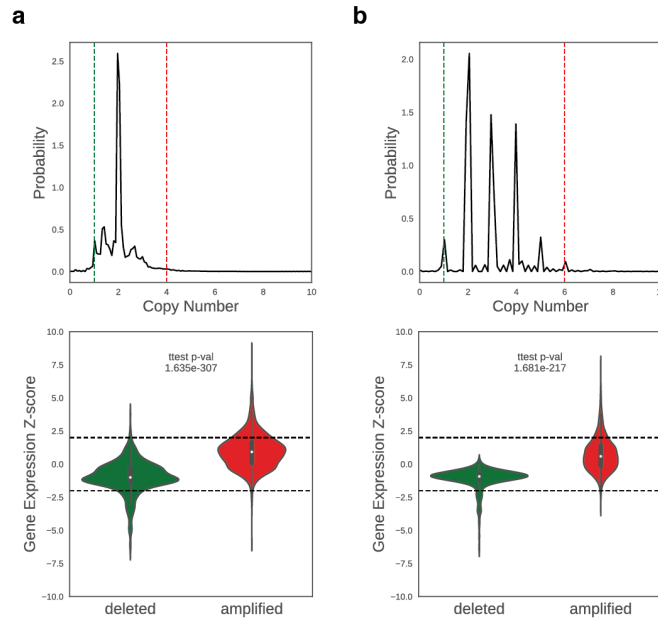 a
b
2.5
2.0
1.5
1.0
0.5
0.0
Probability
0 2 4 6 8 10
Copy Number
2.0
1.5
1.0
0.5
0.0
Probability
0 2 4 6 8
Copy Number
10.0
7.5
5.0
2.5
0.0
−2.5
−5.0
−7.5
−10.0
Gene Expression Z-score
ttest p-val
1.635e-307
deleted amplified
10.0
7.5
5.0
2.5
0.0
−2.5
−5.0
−7.5
−10.0
Gene Expression Z-score
ttest p-val
1.681e-217
deleted amplified